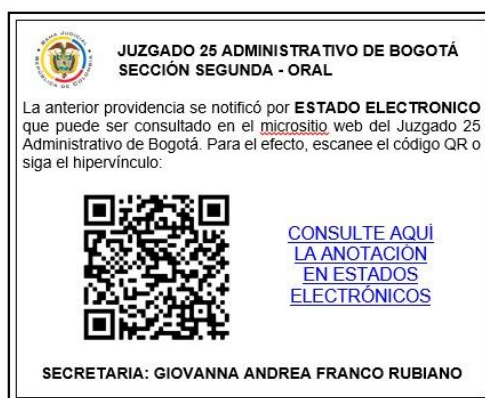 JUZGADO 25 ADMINISTRATIVO DE BOGOTÁ
SECCIÓN SEGUNDA - ORAL
La anterior providencia se notificó por ESTADO ELECTRONICO
que puede ser consultado en el micrositio web del Juzgado 25
Administrativo de Bogotá. Para el efecto, escanee el código QR o
siga el hipervínculo:
CONSULTE AQUÌ
LA ANOTACIÓN
EN ESTADOS
ELECTRÓNICOS
SECRETARIA: GIOVANNA ANDREA FRANCO RUBIANO